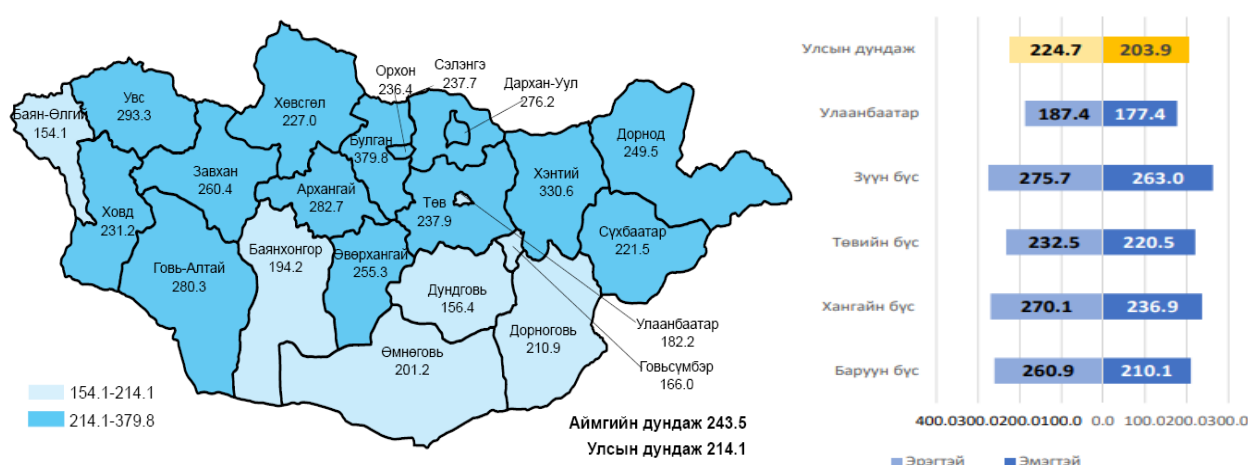 Баян-Өлгий
154.1
Увс
293.3
Ховд
231.2
Завхан
260.4
Говь-Алтай
280.3
Хөвсгөл
227.0
Архангай
282.7
Баянхонгор
194.2
Өвөрхангай
255.3
Булган
379.8
Орхон
236.4
Сэлэнгэ
237.7
Дархан-Уул
276.2
Төв
237.9
Хэнтий
330.6
Дорнод
249.5
Сүхбаатар
221.5
Дундговь
156.4
Дорноговь
210.9
Өмнөговь
201.2
Улаанбаатар
182.2
Говьсүмбэр
166.0
154.1-214.1
214.1-379.8
Аймгийн дундаж 243.5
Улсын дундаж 214.1
Улсын дундаж 224.7 203.9
Улаанбаатар 187.4 177.4
Зүүн бүс 275.7 263.0
Төвийн бүс 232.5 220.5
Хангайн бүс 270.1 236.9
Баруун бүс 260.9 210.1
400.0300.0200.0100.0 0.0 100.0200.0300.0
Эрэгтэй Эмэгтэй